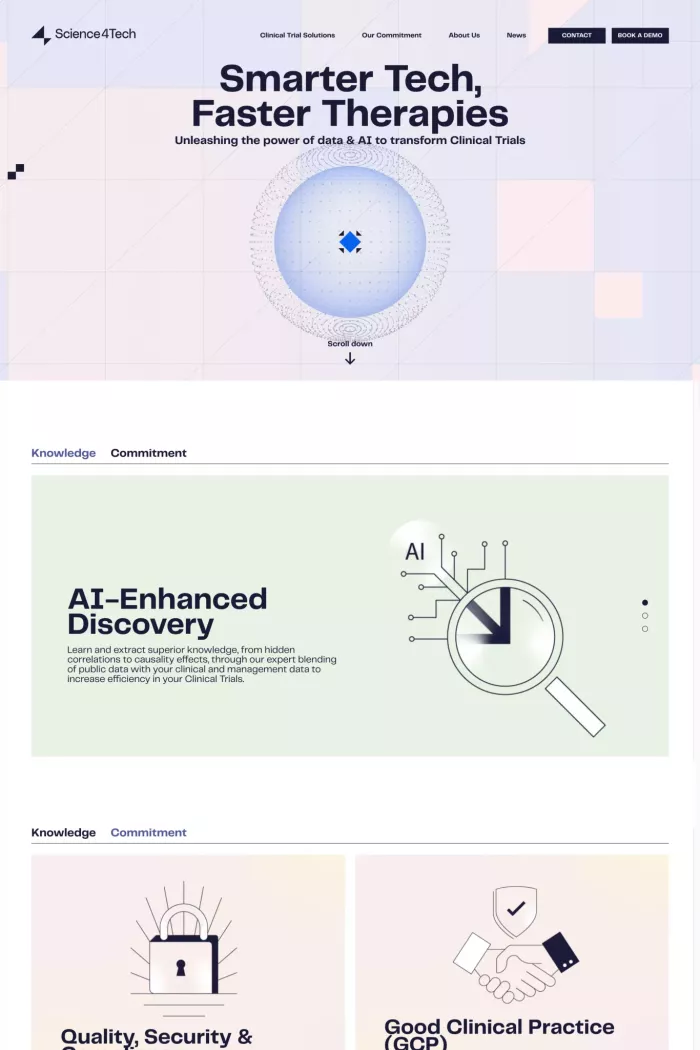 Science4Tech
Clinical Trial Solutions
Our Commitment
About Us
News
CONTACT
BOOK A DEMO
Smarter Tech,
Faster Therapies
Unleashing the power of data & AI to transform Clinical Trials
Scroll down
Knowledge
Commitment
AI
AI-Enhanced
Discovery
Learn and extract superior knowledge, from hidden
correlations to causality effects, through our expert blending
of public data with your clinical and management data to
increase efficiency in your Clinical Trials.
Knowledge
Commitment
Quality, Security &
Good Clinical Practice
(GCP)